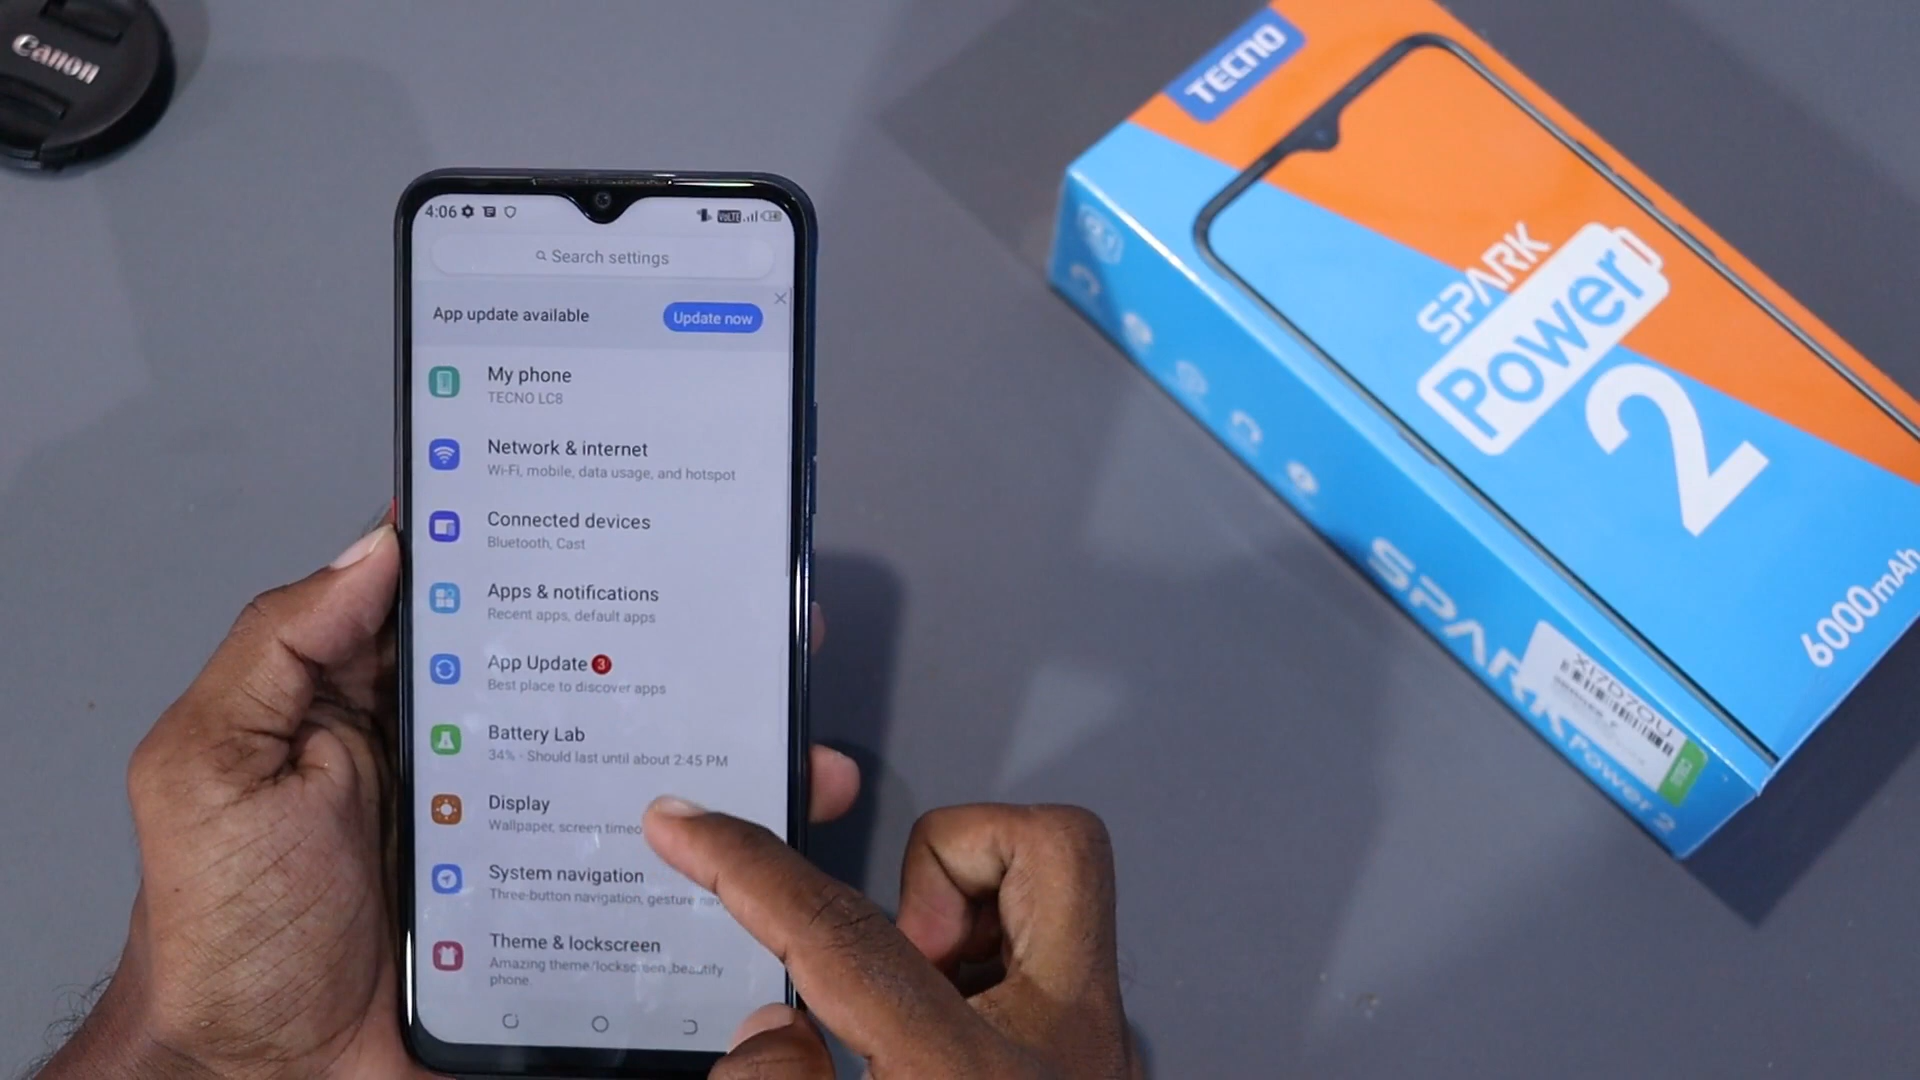 Canon
4:06
VoLTE
Search settings
App update available
Update now
My phone
TECNO LC8
Network & internet
Wi-Fi, mobile, data usage, and hotspot
Connected devices
Bluetooth, Cast
Apps & notifications
Recent apps, default apps
App Update 3
Best place to discover apps
Battery Lab
34% - Should last until about 2:45 PM
Display
Wallpaper, screen timeo
System navigation
Three-button navigation, gesture nav
Theme & lockscreen
Amazing theme/lockscreen ,beautify
phone
TECNO
SPARK
Power
2
6000mAh
SPARK Power 2